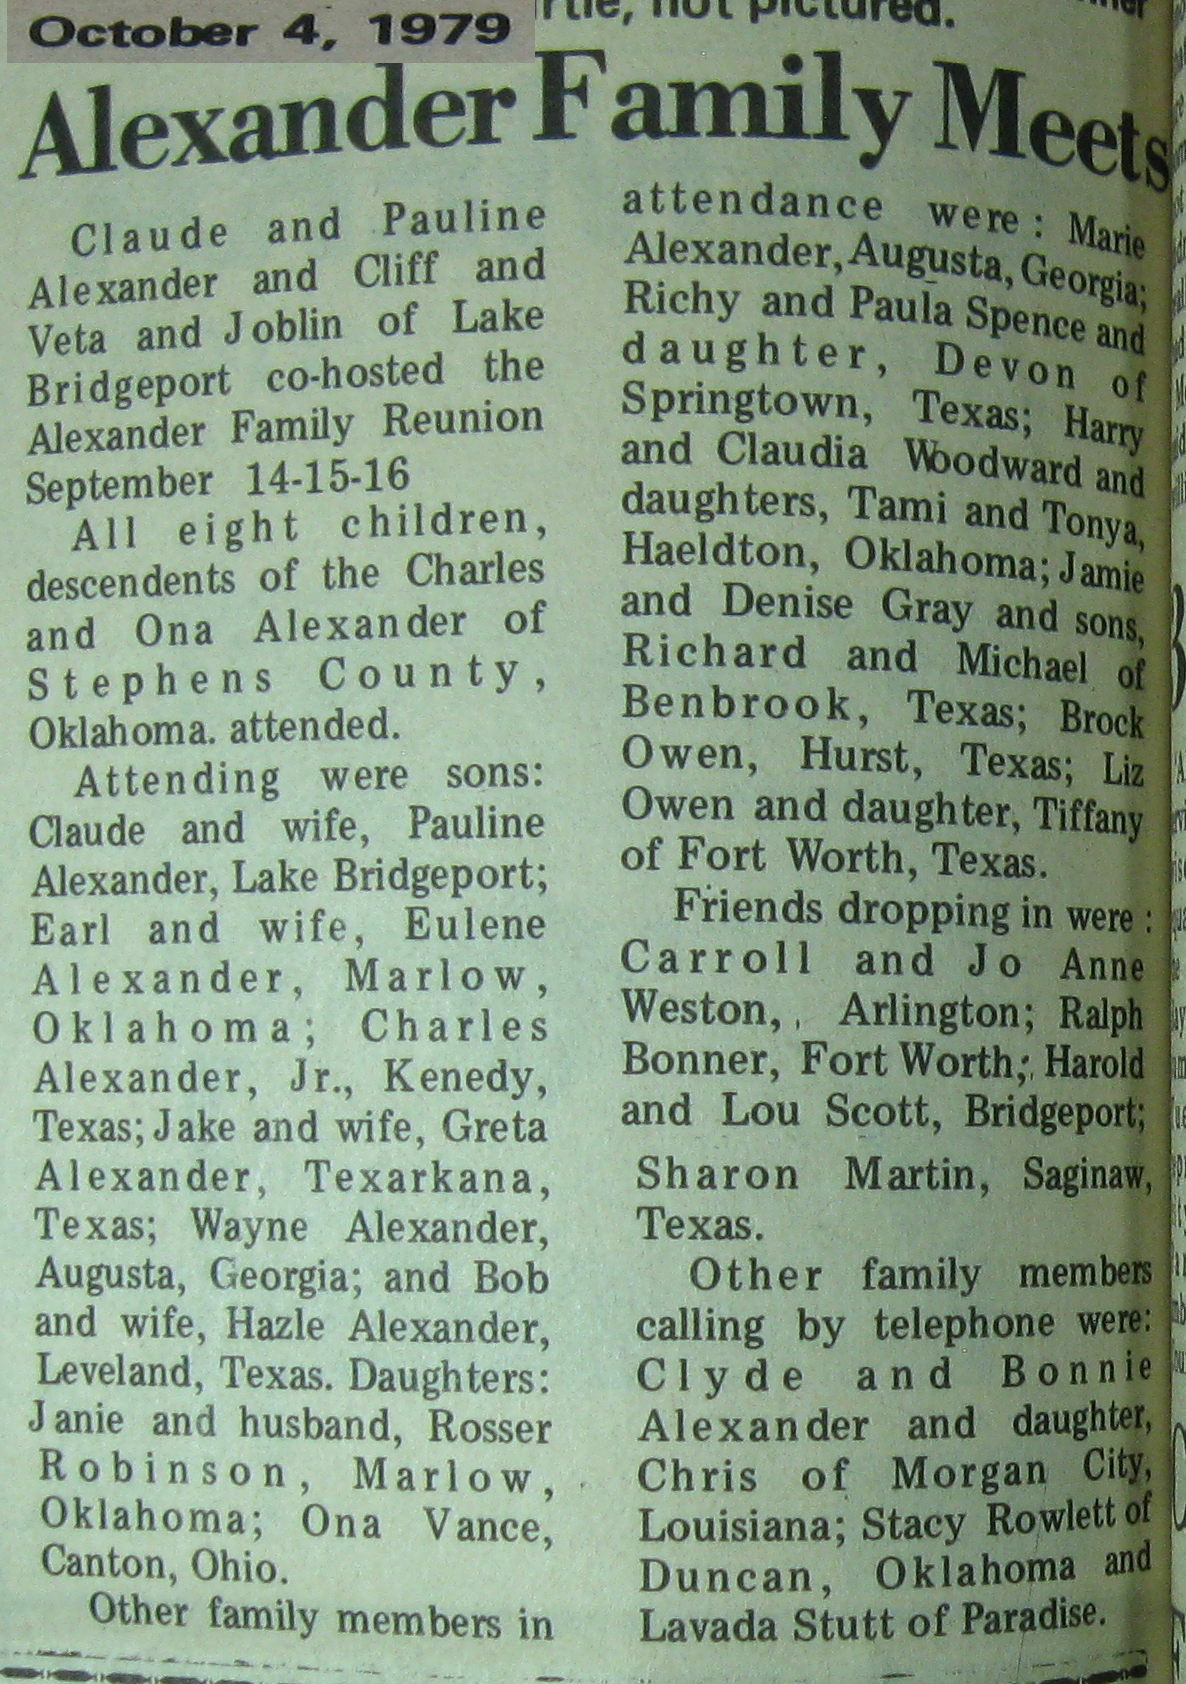 October 4, 1979
not pictured.
Alexander Family Meets
Claude and Pauline
Alexander and Cliff and
Veta and Joblin of Lake
Bridgeport co-hosted the
Alexander Family Reunion
September 14-15-16
All eight children,
descendents of the Charles
and Ona Alexander of
Stephens County,
Oklahoma. attended.
Attending were sons:
Claude and wife, Pauline
Alexander, Lake Bridgeport;
Earl and wife, Eulene
Alexander, Marlow,
Oklahoma; Charles
Alexander, Jr., Kenedy,
Texas; Jake and wife, Greta
Alexander, Texarkana,
Texas; Wayne Alexander,
Augusta, Georgia; and Bob
and wife, Hazle Alexander,
Leveland, Texas. Daughters:
Janie and husband, Rosser
Robinson, Marlow,
Oklahoma; Ona Vance,
Canton, Ohio.
Other family members in
attendance were: Marie
Alexander, Augusta, Georgia;
Richy and Paula Spence and
daughter, Devon of
Springtown, Texas; Harry
and Claudia Woodward and
daughters, Tami and Tonya,
Haeldton, Oklahoma; Jamie
and Denise Gray and sons,
Richard and Michael of
Benbrook, Texas; Brock
Owen, Hurst, Texas; Liz
Owen and daughter, Tiffany
of Fort Worth, Texas.
Friends dropping in were:
Carroll and Jo Anne
Weston, Arlington; Ralph
Bonner, Fort Worth; Harold
and Lou Scott, Bridgeport;
Sharon Martin, Saginaw,
Texas.
Other family members
calling by telephone were:
Clyde and Bonnie
Alexander and daughter,
Chris of Morgan City,
Louisiana; Stacy Rowlett of
Duncan, Oklahoma and
Lavada Stutt of Paradise.